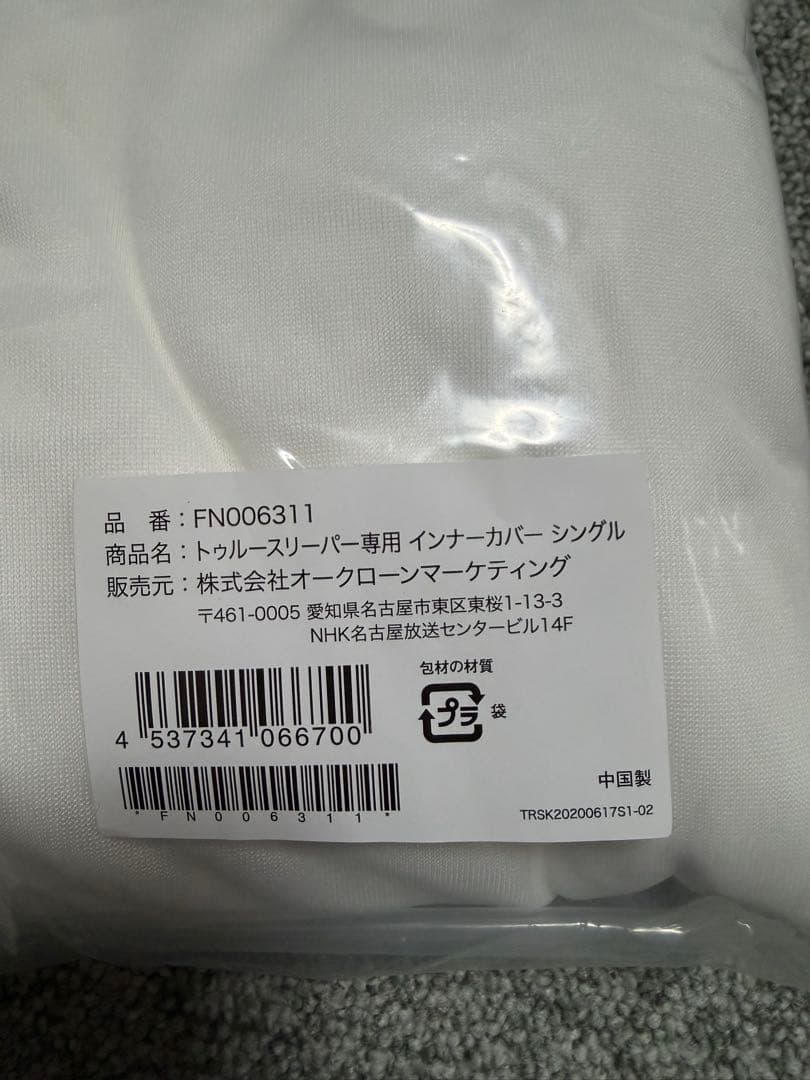 品　番：FN006311
商品名：トゥルースリーパー専用 インナーカバー シングル
販売元：株式会社オークローンマーケティング
〒461-0005 愛知県名古屋市東区東桜1-13-3
NHK名古屋放送センタービル14F
包材の材質
プラ 袋
4 537341 066700
*FN006311*
中国製
TRSK20200617S1-02